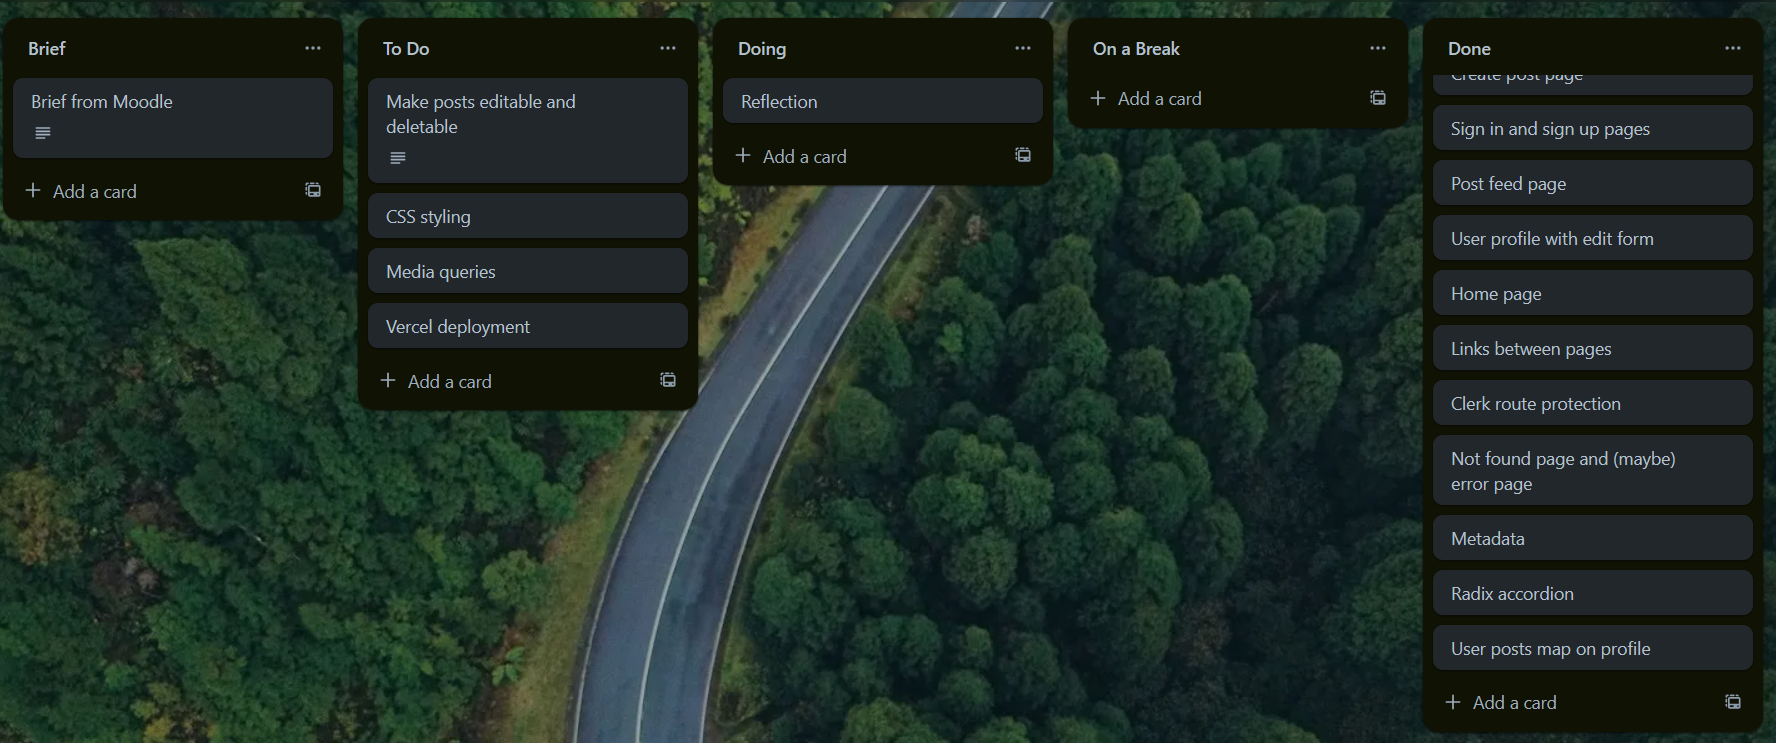 Brief
Brief from Moodle
Add a card
To Do
Make posts editable and
deletable
CSS styling
Media queries
Vercel deployment
Add a card
Doing
Reflection
Add a card
On a Break
Add a card
Done
Create post page
Sign in and sign up pages
Post feed page
User profile with edit form
Home page
Links between pages
Clerk route protection
Not found page and (maybe)
error page
Metadata
Radix accordion
User posts map on profile
Add a card